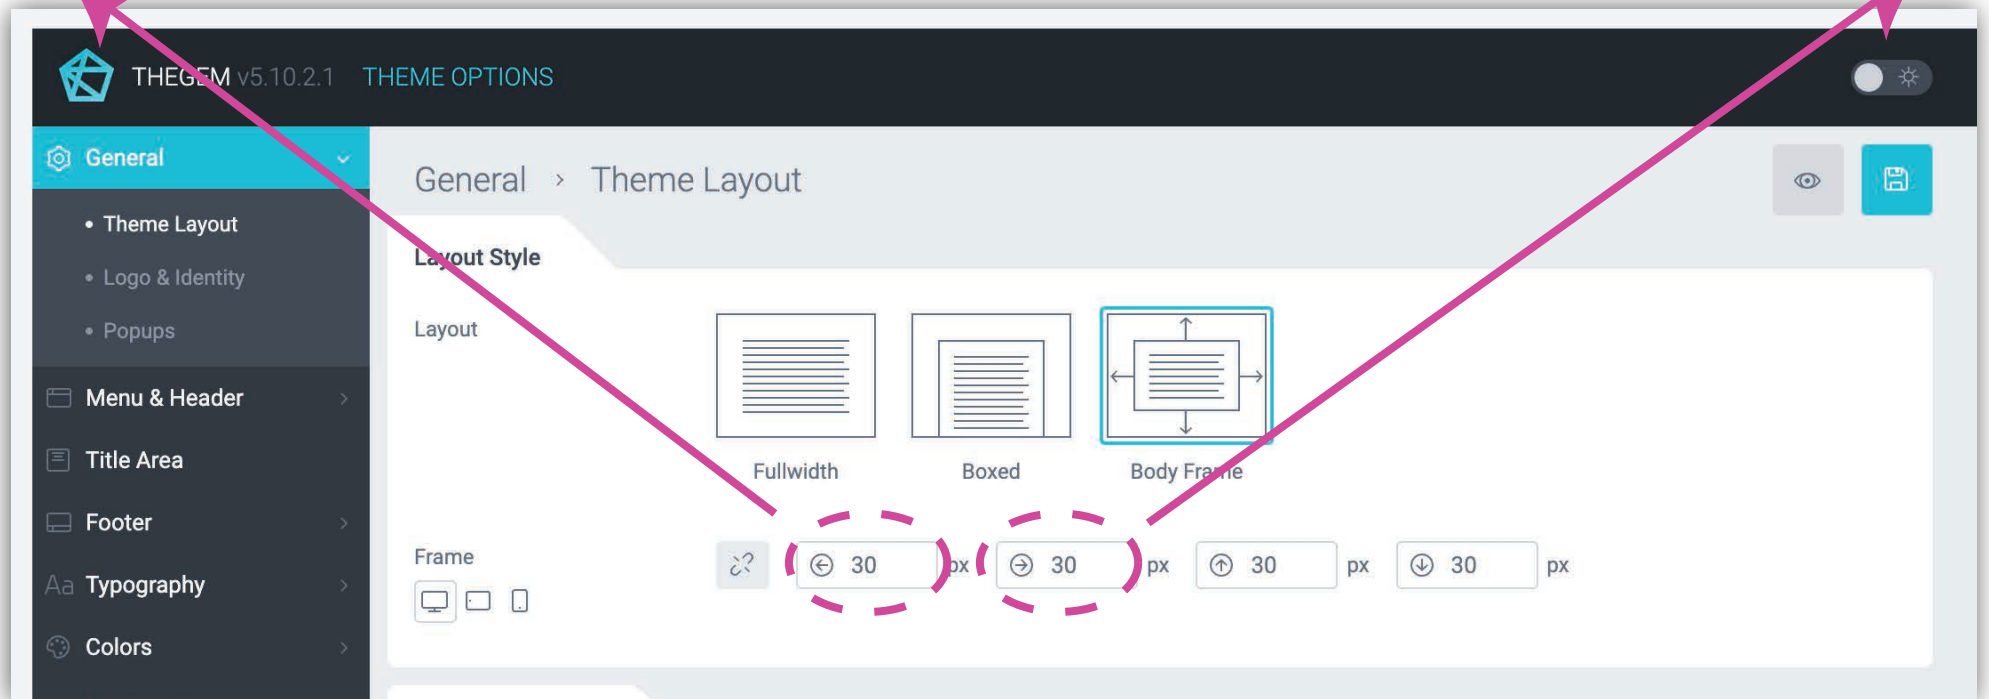 THEGEM v5.10.2.1 THEME OPTIONS
General
General > Theme Layout
• Theme Layout
Layout Style
• Logo & Identity
Layout
• Popups
Menu & Header
Title Area
Fullwidth Boxed Body Frame
Footer
Frame
30 px 30 px 30 px 30 px
Aa Typography
Colors